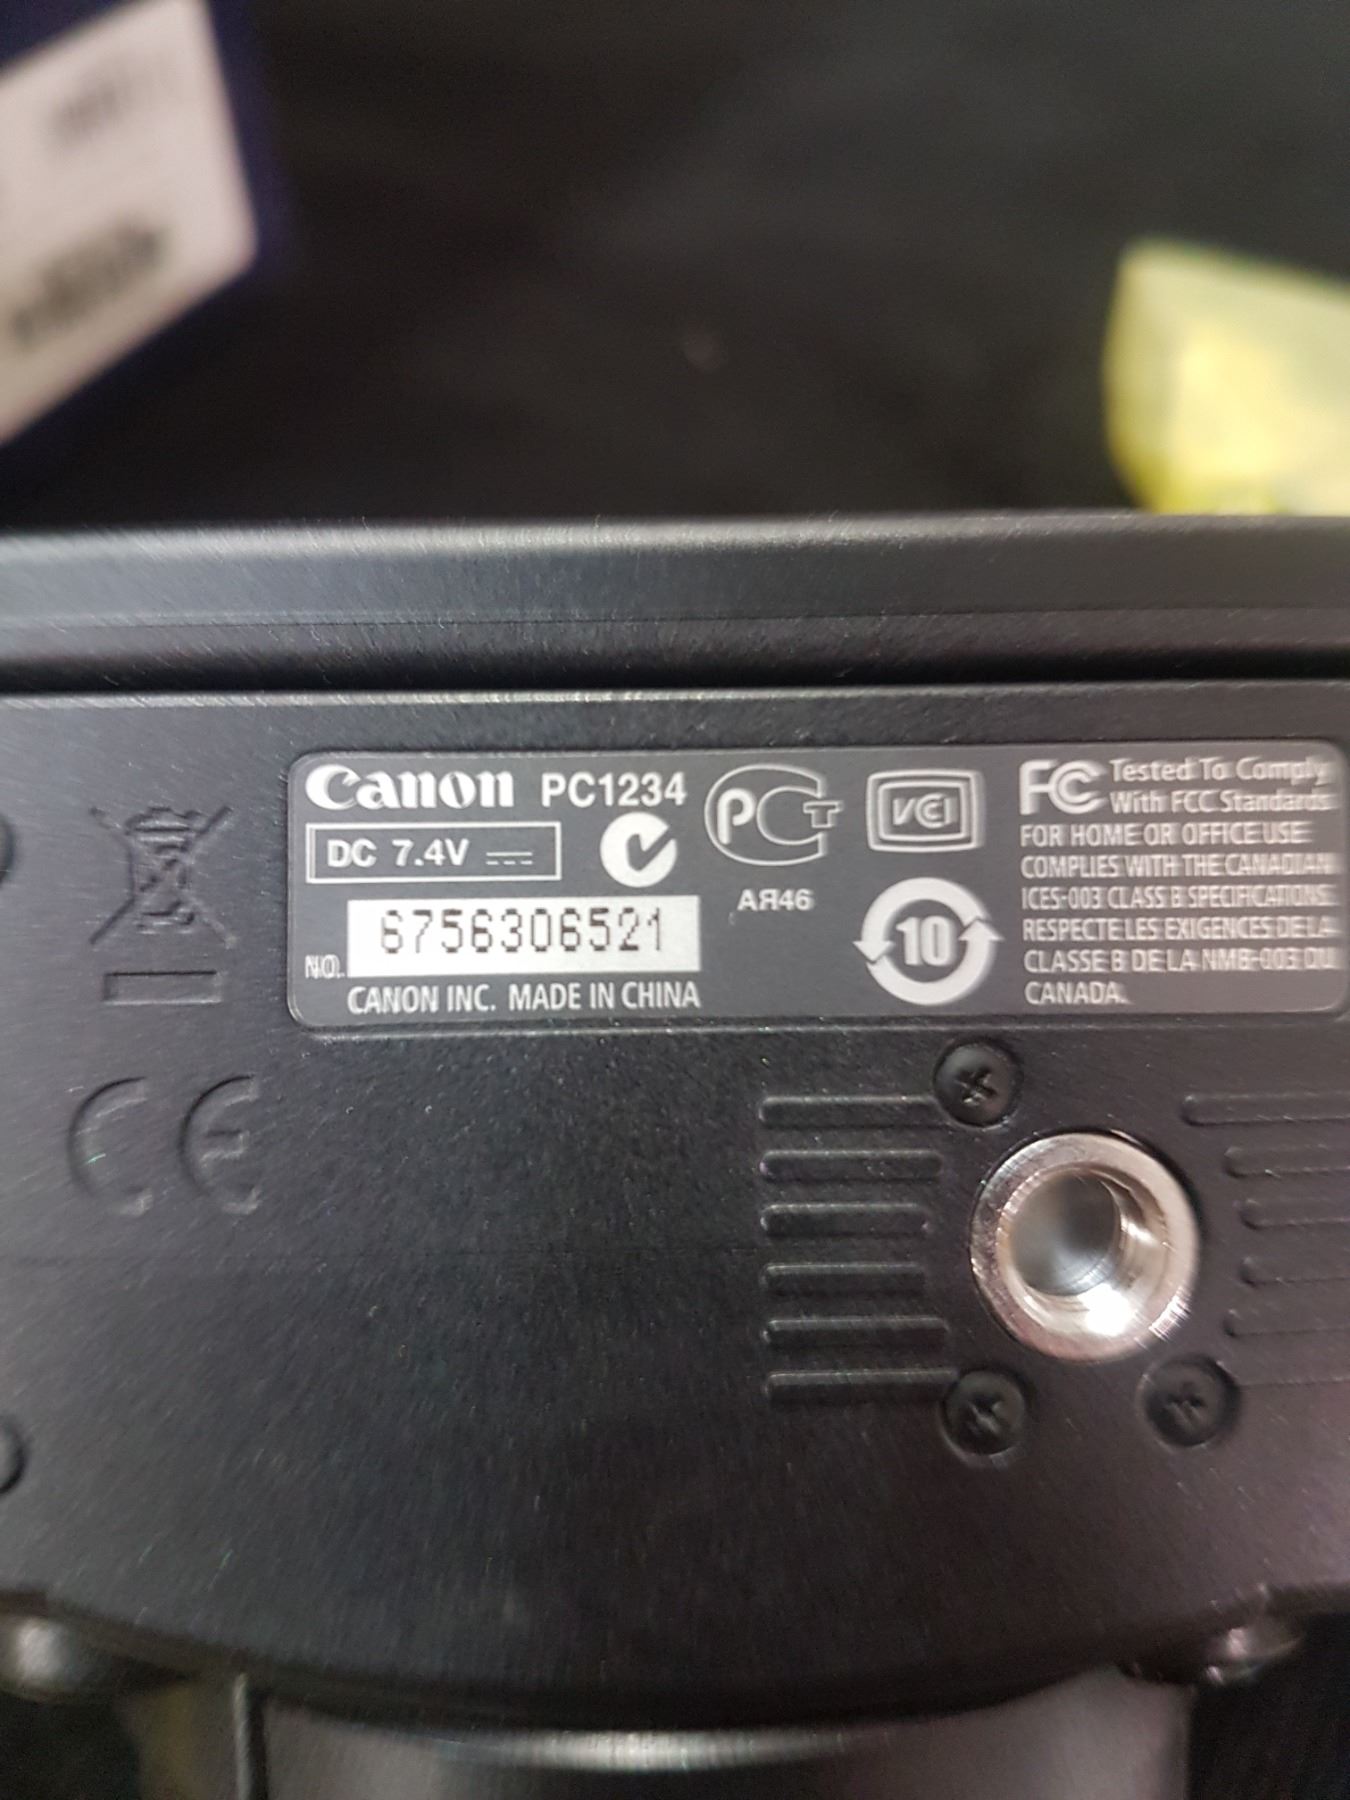 Canon PC1234
DC 7.4V
NO. 6756306521
CANON INC. MADE IN CHINA
PCT
АЯ46
VCI
10
FC Tested To Comply
With FCC Standards
FOR HOME OR OFFICE USE
COMPLIES WITH THE CANADIAN
ICES-003 CLASS B SPECIFICATIONS.
RESPECTE LES EXIGENCES DE LA
CLASSE B DE LA NMB-003 DU
CANADA.
CE